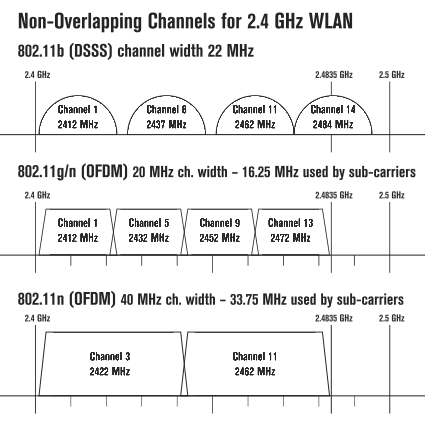 Non-Overlapping Channels for 2.4 GHz WLAN
802.11b (DSSS) channel width 22 MHz
2.4 GHz 2.4835 GHz 2.5 GHz
Channel 1 Channel 6 Channel 11 Channel 14
2412 MHz 2437 MHz 2462 MHz 2484 MHz
802.11g/n (OFDM) 20 MHz ch. width – 16.25 MHz used by sub-carriers
2.4 GHz 2.4835 GHz 2.5 GHz
Channel 1 Channel 5 Channel 9 Channel 13
2412 MHz 2432 MHz 2452 MHz 2472 MHz
802.11n (OFDM) 40 MHz ch. width – 33.75 MHz used by sub-carriers
2.4 GHz 2.4835 GHz 2.5 GHz
Channel 3 Channel 11
2422 MHz 2462 MHz